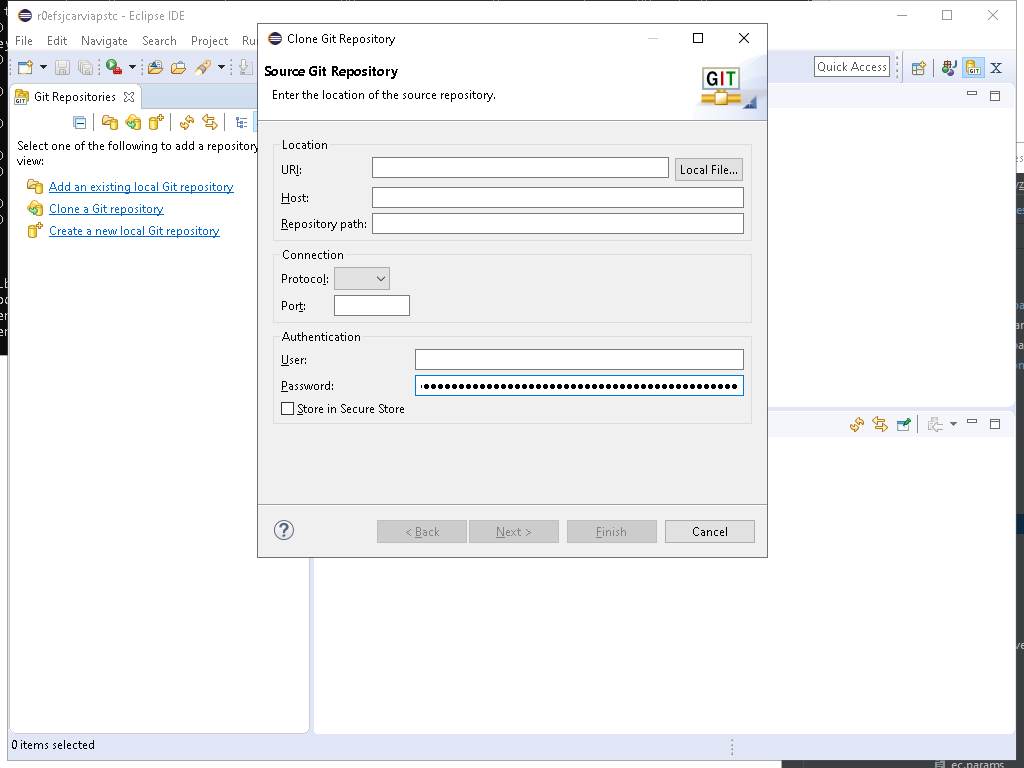 r0efsjcarviapstc - Eclipse IDE
File Edit Navigate Search Project Ru
Clone Git Repository
Source Git Repository
Enter the location of the source repository.
GIT
Quick Access
Git Repositories
Select one of the following to add a repository
view:
Add an existing local Git repository
Clone a Git repository
Create a new local Git repository
Location
URI:
Local File...
Host:
Repository path:
Connection
Protocol:
Port:
Authentication
User:
Password:
Store in Secure Store
?
< Back
Next >
Finish
Cancel
0 items selected
ec.params